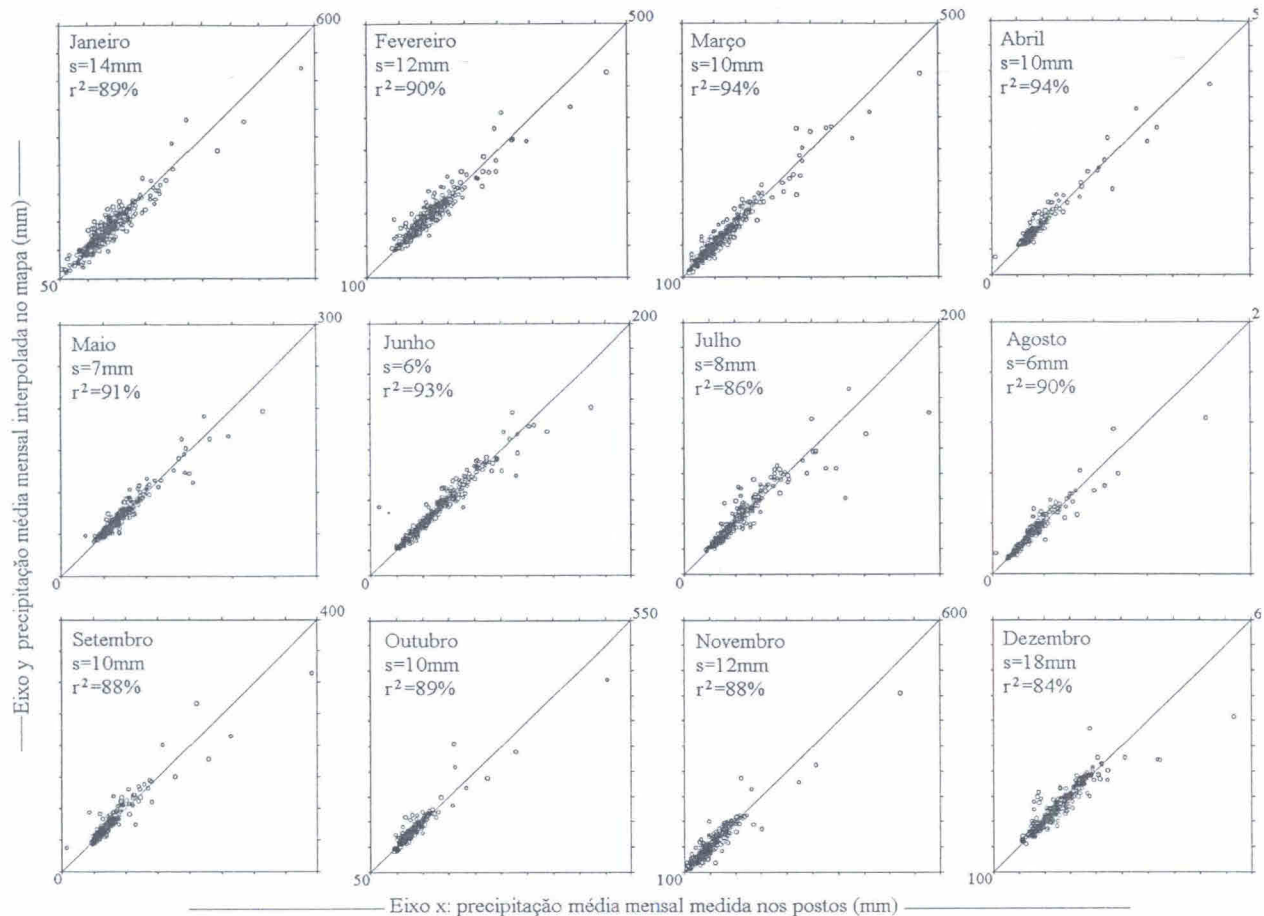 600
Janeiro
s=14mm
r²=89%
50
500
Fevereiro
s=12mm
r²=90%
100
500
Março
s=10mm
r²=94%
100
5
Abril
s=10mm
r²=94%
0
300
Maio
s=7mm
r²=91%
0
200
Junho
s=6%
r²=93%
0
200
Julho
s=8mm
r²=86%
0
2
Agosto
s=6mm
r²=90%
0
400
Setembro
s=10mm
r²=88%
0
550
Outubro
s=10mm
r²=89%
50
600
Novembro
s=12mm
r²=88%
100
6
Dezembro
s=18mm
r²=84%
100
Eixo y precipitação média mensal interpolada no mapa (mm)
Eixo x: precipitação média mensal medida nos postos (mm)